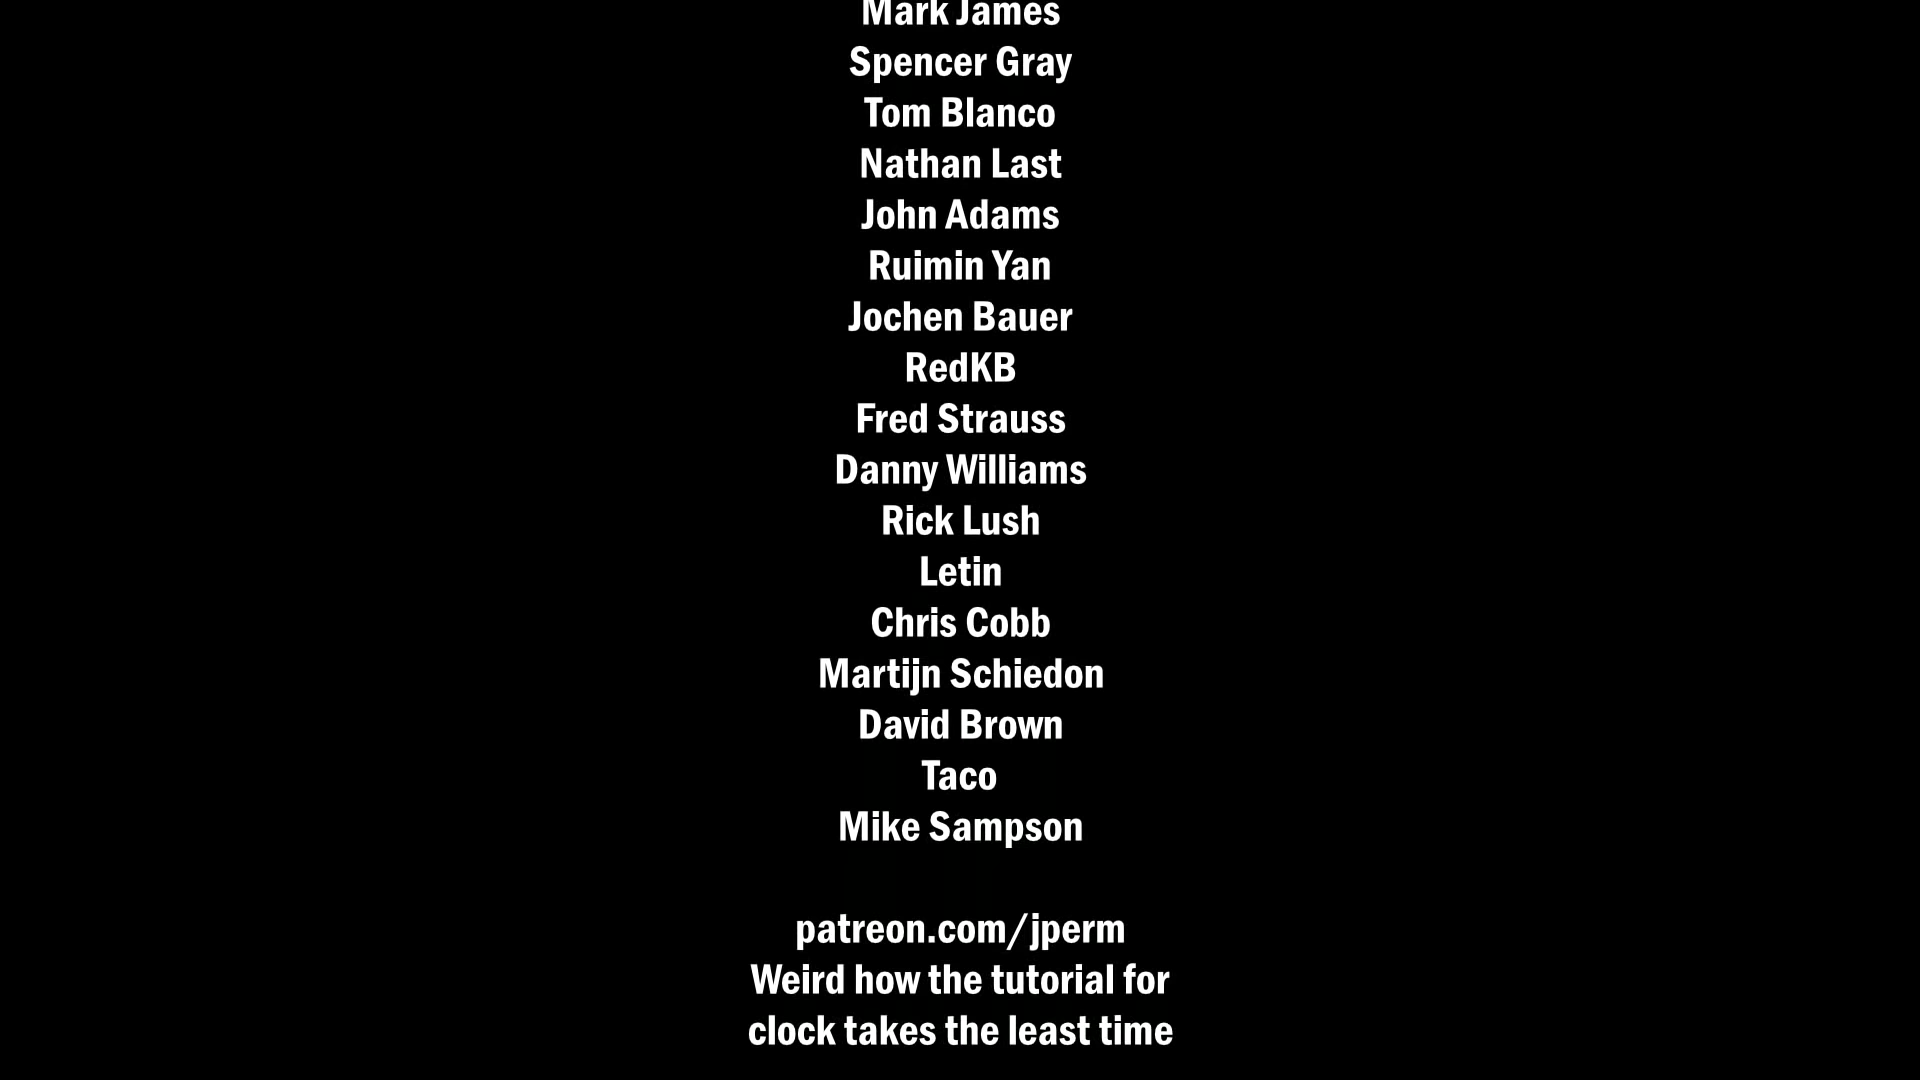 Mark James
Spencer Gray
Tom Blanco
Nathan Last
John Adams
Ruimin Yan
Jochen Bauer
RedKB
Fred Strauss
Danny Williams
Rick Lush
Letin
Chris Cobb
Martijn Schiedon
David Brown
Taco
Mike Sampson
patreon.com/jperm
Weird how the tutorial for
clock takes the least time